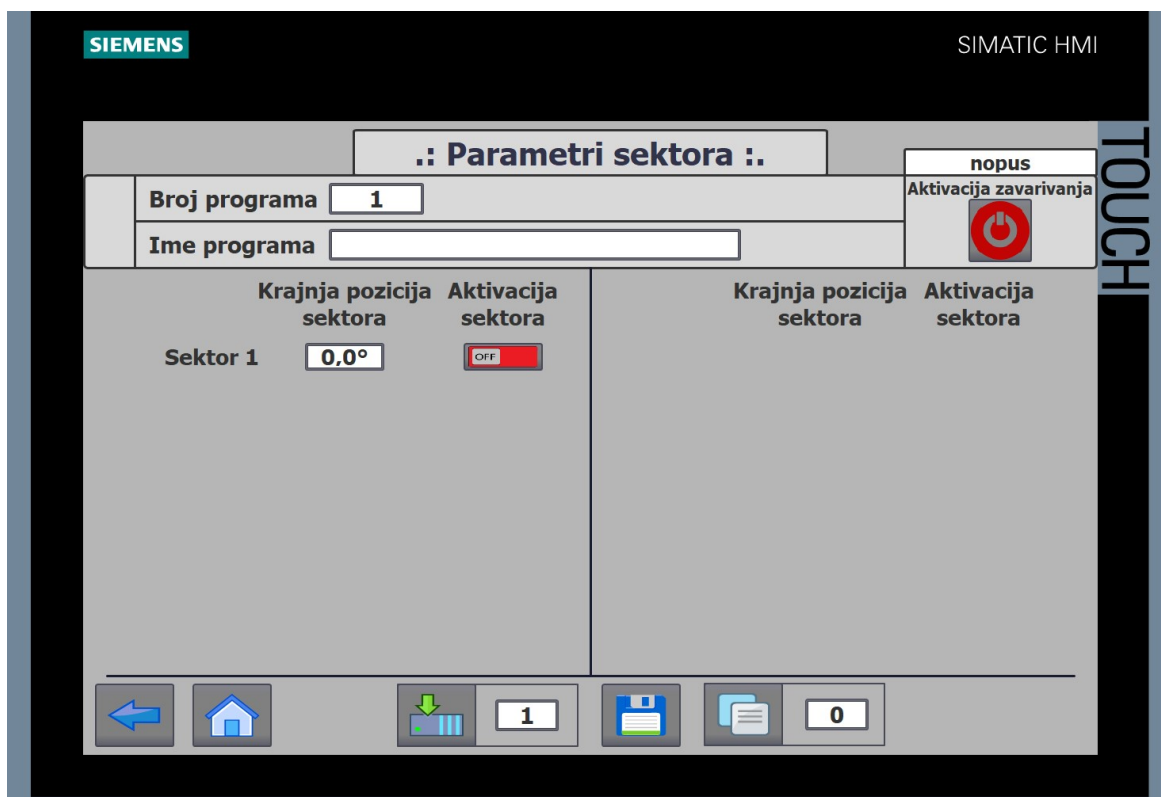 SIEMENS
SIMATIC HMI
TOUCH
.: Parametri sektora :.
nopus
Broj programa 1
Aktivacija zavarivanja
Ime programa
Krajnja pozicija sektora
Aktivacija sektora
Krajnja pozicija sektora
Aktivacija sektora
Sektor 1 0,0° OFF
1
0